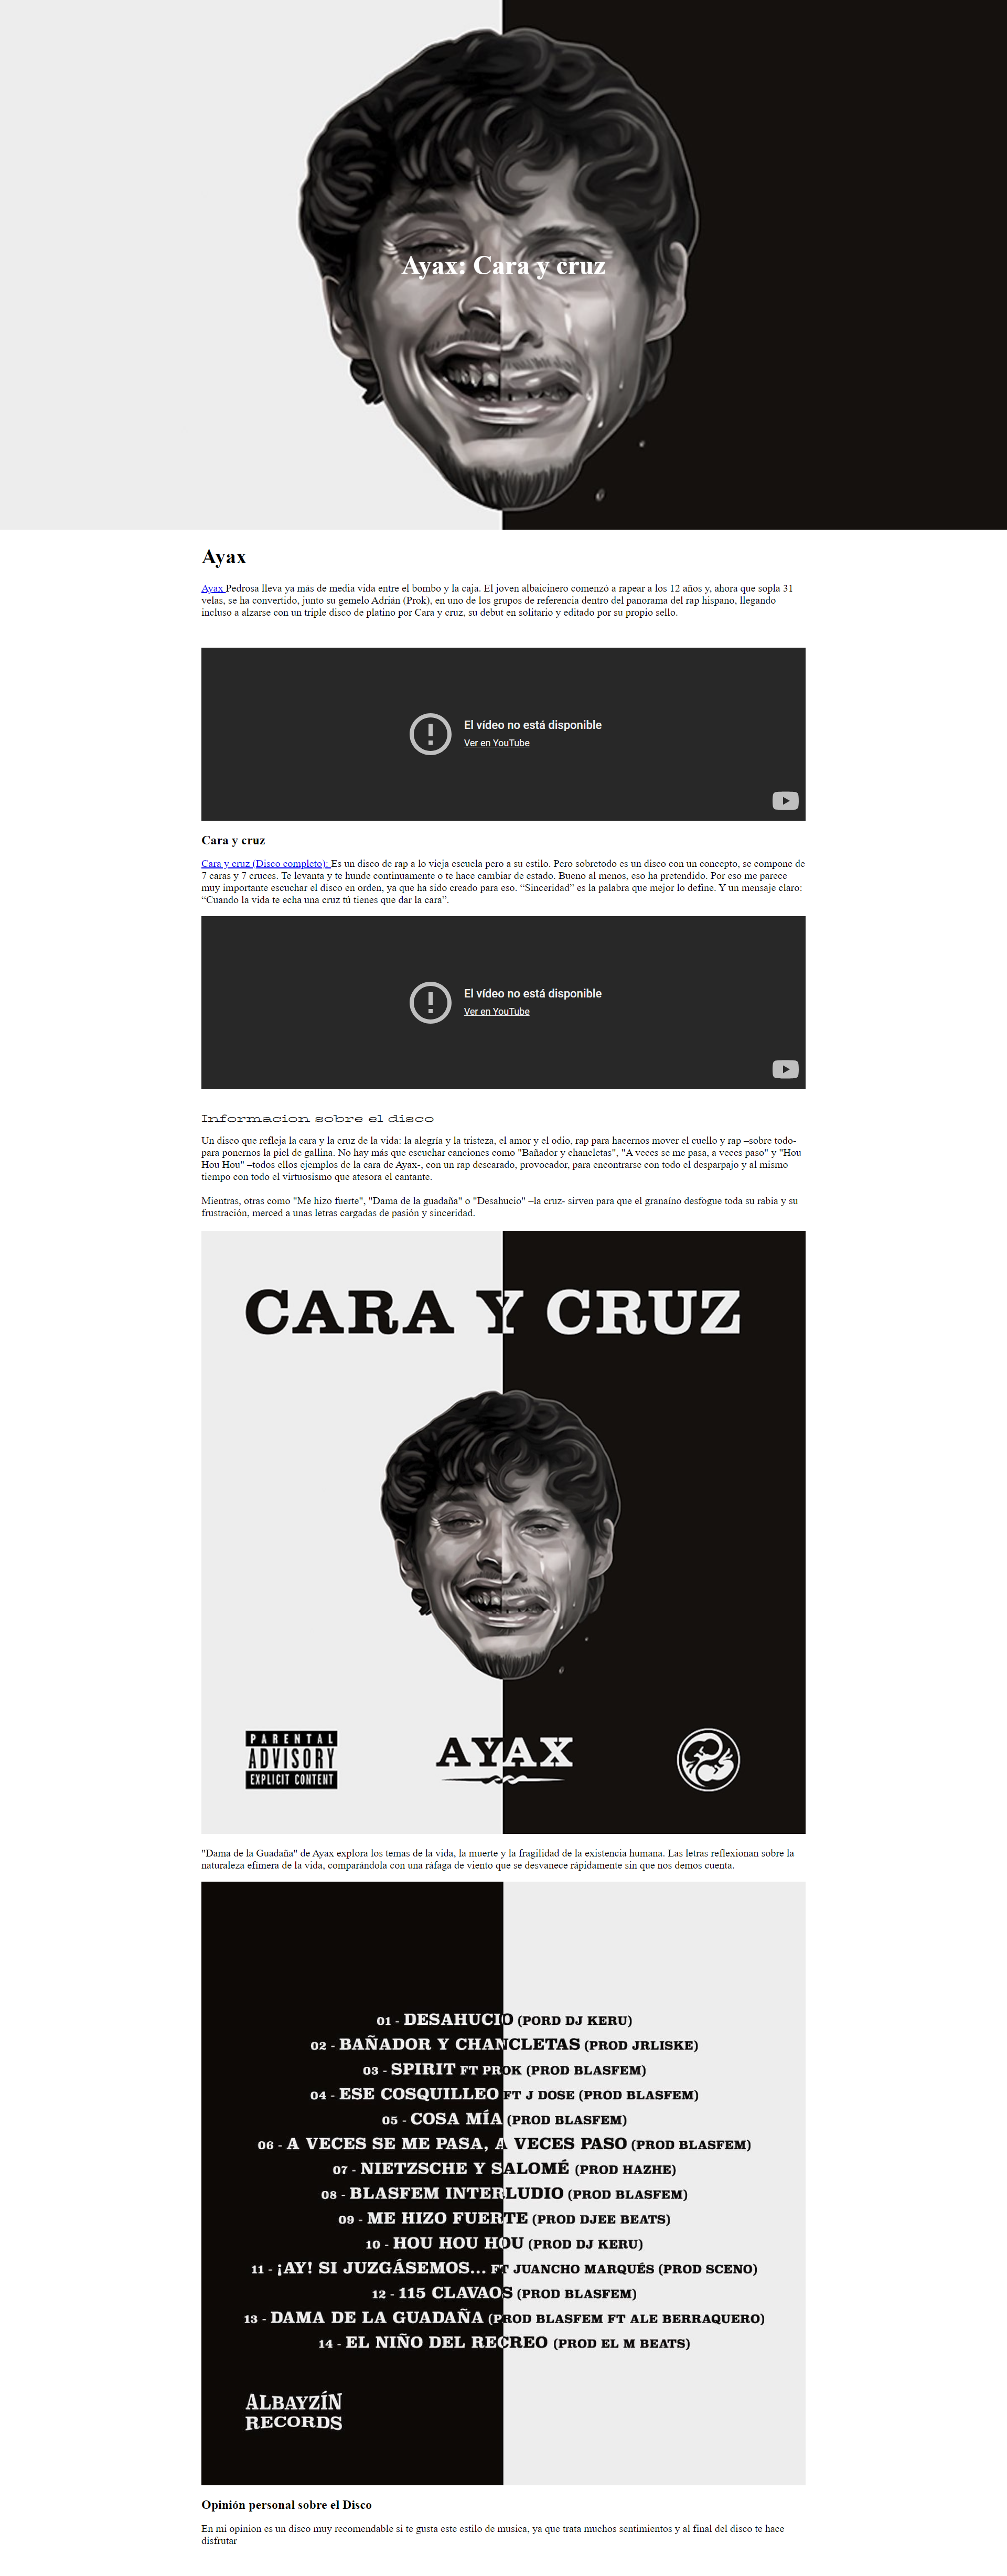 Ayax: Cara y cruz
Ayax
Ayax Pedrosa lleva ya más de media vida entre el bombo y la caja. El joven albaicinero comenzó a rapear a los 12 años y, ahora que sopla 31
velas, se ha convertido, junto su gemelo Adrián (Prok), en uno de los grupos de referencia dentro del panorama del rap hispano, llegando
incluso a alzarse con un triple disco de platino por Cara y cruz, su debut en solitario y editado por su propio sello.
El vídeo no está disponible
Ver en YouTube
Cara y cruz
Cara y cruz (Disco completo): Es un disco de rap a lo vieja escuela pero a su estilo. Pero sobretodo es un disco con un concepto, se compone de
7 caras y 7 cruces. Te levanta y te hunde continuamente o te hace cambiar de estado. Bueno al menos, eso ha pretendido. Por eso me parece
muy importante escuchar el disco en orden, ya que ha sido creado para eso. “Sinceridad” es la palabra que mejor lo define. Y un mensaje claro:
“Cuando la vida te echa una cruz tú tienes que dar la cara”.
El vídeo no está disponible
Ver en YouTube
Informacion sobre el disco
Un disco que refleja la cara y la cruz de la vida: la alegría y la tristeza, el amor y el odio, rap para hacernos mover el cuello y rap –sobre todo-
para ponernos la piel de gallina. No hay más que escuchar canciones como "Bañador y chancletas", "A veces se me pasa, a veces paso" y "Hou
Hou Hou" –todos ellos ejemplos de la cara de Ayax-, con un rap descarado, provocador, para encontrarse con todo el desparpajo y al mismo
tiempo con todo el virtuosismo que atesora el cantante.
Mientras, otras como "Me hizo fuerte", "Dama de la guadaña" o "Desahucio" –la cruz- sirven para que el granaino desfogue toda su rabia y su
frustración, merced a unas letras cargadas de pasión y sinceridad.
CARA Y CRUZ
PARENTAL
ADVISORY
EXPLICIT CONTENT
AYAX
"Dama de la Guadaña" de Ayax explora los temas de la vida, la muerte y la fragilidad de la existencia humana. Las letras reflexionan sobre la
naturaleza efímera de la vida, comparándola con una ráfaga de viento que se desvanece rápidamente sin que nos demos cuenta.
01 - DESAHUCIO (PORD DJ KERU)
02 - BAÑADOR Y CHANCLETAS (PROD JRLISKE)
03 - SPIRIT FT PROK (PROD BLASFEM)
04 - ESE COSQUILLEO FT J DOSE (PROD BLASFEM)
05 - COSA MÍA (PROD BLASFEM)
06 - A VECES SE ME PASA, A VECES PASO (PROD BLASFEM)
07 - NIETZSCHE Y SALOMÉ (PROD HAZHE)
08 - BLASFEM INTERLUDIO (PROD BLASFEM)
09 - ME HIZO FUERTE (PROD DJEE BEATS)
10 - HOU HOU HOU (PROD DJ KERU)
11 - ¡AY! SI JUZGÁSEMOS... FT JUANCHO MARQUÉS (PROD SCENO)
12 - 115 CLAVAOS (PROD BLASFEM)
13 - DAMA DE LA GUADAÑA (PROD BLASFEM FT ALE BERRAQUERO)
14 - EL NIÑO DEL RECREO (PROD EL M BEATS)
ALBAYZÍN
RECORDS
Opinión personal sobre el Disco
En mi opinion es un disco muy recomendable si te gusta este estilo de musica, ya que trata muchos sentimientos y al final del disco te hace
disfrutar